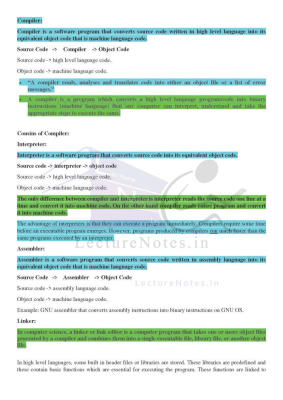 Compiler:
Compiler is a software program that converts source code written in high level language into its
equivalent object code that is machine language code.
Source Code -> Compiler -> Object Code
Source code -> high level language code.
Object code -> machine language code.
• "A compiler reads, analyses and translates code into either an object file or a list of error
messages."
• A compiler is a program which converts a high level language program/code into binary
instructions (machine language) that our computer can interpret, understand and take the
appropriate steps to execute the same.
Cousins of Compiler:
Interpreter:
Interpreter is a software program that converts source code into its equivalent object code.
Source code -> interpreter -> object code
Source code -> high level language code.
Object code -> machine language code.
The only difference between compiler and interpreter is interpreter reads the source code one line at a
time and convert it into machine code. On the other hand compiler reads entire program and convert
it into machine code.
The advantage of interpreters is that they can execute a program immediately. Compilers require some time
before an executable program emerges. However, programs produced by compilers run much faster than the
same programs executed by an interpreter.
LectureNotes.in
Assembler:
Assembler is a software program that converts source code written in assembly language into its
equivalent object code that is machine language code.
LectureNotes.in
Source Code -> Assembler -> Object Code
Source code -> assembly language code.
Object code -> machine language code.
Example: GNU assembler that converts assembly instructions into binary instructions on GNU OS.
Linker:
In computer science, a linker or link editor is a computer program that takes one or more object files
generated by a compiler and combines them into a single executable file, library file, or another object
file.
In high level languages, some built in header files or libraries are stored. These libraries are predefined and
these contain basic functions which are essential for executing the program. These functions are linked to